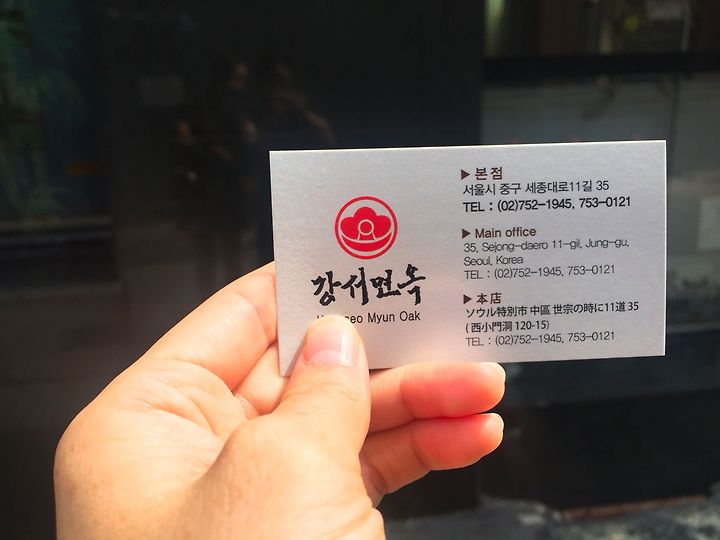 강서면옥
eo Myun Oak
▶ 본점
서울시 중구 세종대로11길 35
TEL : (02)752-1945, 753-0121
▶ Main office
35, Sejong-daero 11-gil, Jung-gu,
Seoul, Korea
TEL : (02)752-1945, 753-0121
▶ 本店
ソウル特別市 中區 世宗の時に11道 35
( 西小門洞 120-15)
TEL : (02)752-1945, 753-0121